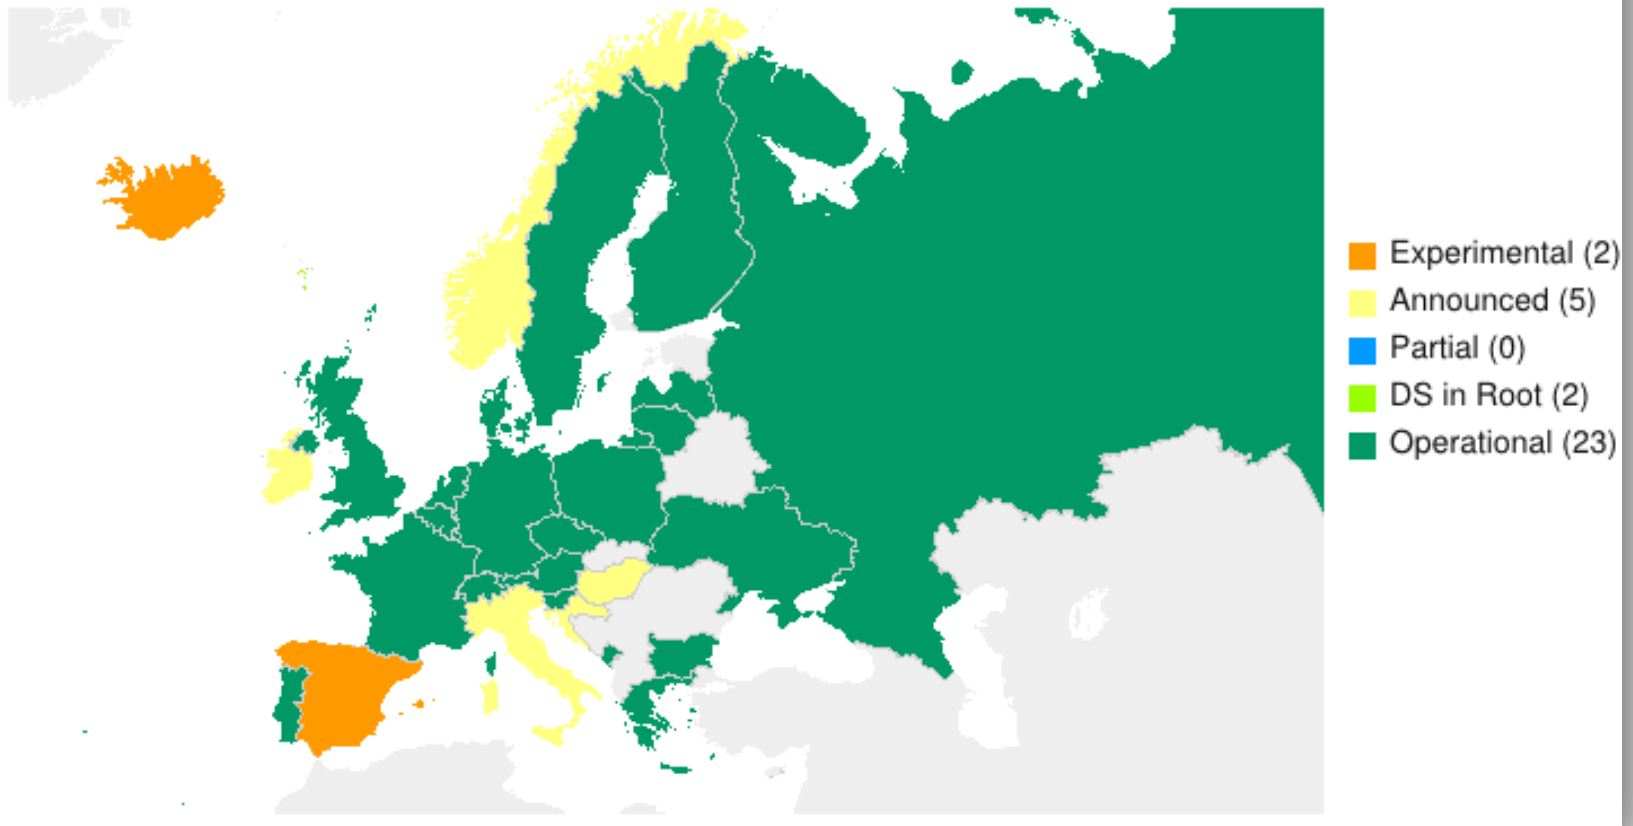 Experimental (2)
Announced (5)
Partial (0)
DS in Root (2)
Operational (23)